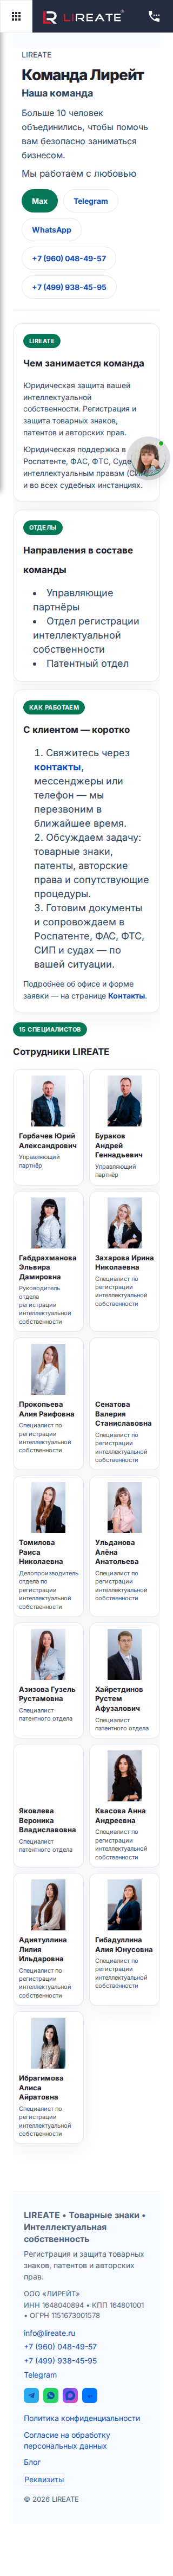 LIREATE
LIREATE
Команда Лирейт
Наша команда
Больше 10 человек
объединились, чтобы помочь
вам безопасно заниматься
бизнесом.
Мы работаем с любовью
Max
Telegram
WhatsApp
+7 (960) 048-49-57
+7 (499) 938-45-95
LIREATE
Чем занимается команда
Юридическая защита вашей
интеллектуальной
собственности. Регистрация и
защита товарных знаков,
патентов и авторских прав.
Юридическая поддержка в
Роспатенте, ФАС, ФТС, Суде
интеллектуальным правам (СИ
и во всех судебных инстанциях.
ОТДЕЛЫ
Направления в составе
команды
• Управляющие
партнёры
• Отдел регистрации
интеллектуальной
собственности
• Патентный отдел
КАК РАБОТАЕМ
С клиентом — коротко
1. Свяжитесь через
контакты,
мессенджеры или
телефон — мы
перезвоним в
ближайшее время.
2. Обсуждаем задачу:
товарные знаки,
патенты, авторские
права и сопутствующие
процедуры.
3. Готовим документы
и сопровождаем в
Роспатенте, ФАС, ФТС,
СИП и судах — по
вашей ситуации.
Подробнее об офисе и форме
заявки — на странице Контакты.
15 СПЕЦИАЛИСТОВ
Сотрудники LIREATE
Горбачев Юрий
Александрович
Управляющий
партнёр
Бураков
Андрей
Геннадьевич
Управляющий
партнёр
Габдрахманова
Эльвира
Дамировна
Руководитель
отдела
регистрации
интеллектуальной
собственности
Захарова Ирина
Николаевна
Специалист по
регистрации
интеллектуальной
собственности
Прокопьева
Алия Раифовна
Специалист по
регистрации
интеллектуальной
собственности
Сенатова
Валерия
Станиславовна
Специалист по
регистрации
интеллектуальной
собственности
Томилова
Раиса
Николаевна
Делопроизводитель
отдела по
регистрации
интеллектуальной
собственности
Ульданова
Алёна
Анатольевна
Специалист по
регистрации
интеллектуальной
собственности
Азизова Гузель
Рустамовна
Специалист
патентного отдела
Хайретдинов
Рустем
Афузалович
Специалист
патентного отдела
Яковлева
Вероника
Владиславовна
Специалист
патентного отдела
Квасова Анна
Андреевна
Специалист по
регистрации
интеллектуальной
собственности
Адиятуллина
Лилия
Ильдаровна
Специалист по
регистрации
интеллектуальной
собственности
Гибадуллина
Алия Юнусовна
Специалист по
регистрации
интеллектуальной
собственности
Ибрагимова
Алиса
Айратовна
Специалист по
регистрации
интеллектуальной
собственности
LIREATE • Товарные знаки •
Интеллектуальная
собственность
Регистрация и защита товарных
знаков, патентов и авторских
прав.
ООО «ЛИРЕЙТ»
ИНН 1648040894 • КПП 164801001
• ОГРН 1151673001578
info@lireate.ru
+7 (960) 048-49-57
+7 (499) 938-45-95
Telegram
Политика конфиденциальности
Согласие на обработку
персональных данных
Блог
Реквизиты
© 2026 LIREATE